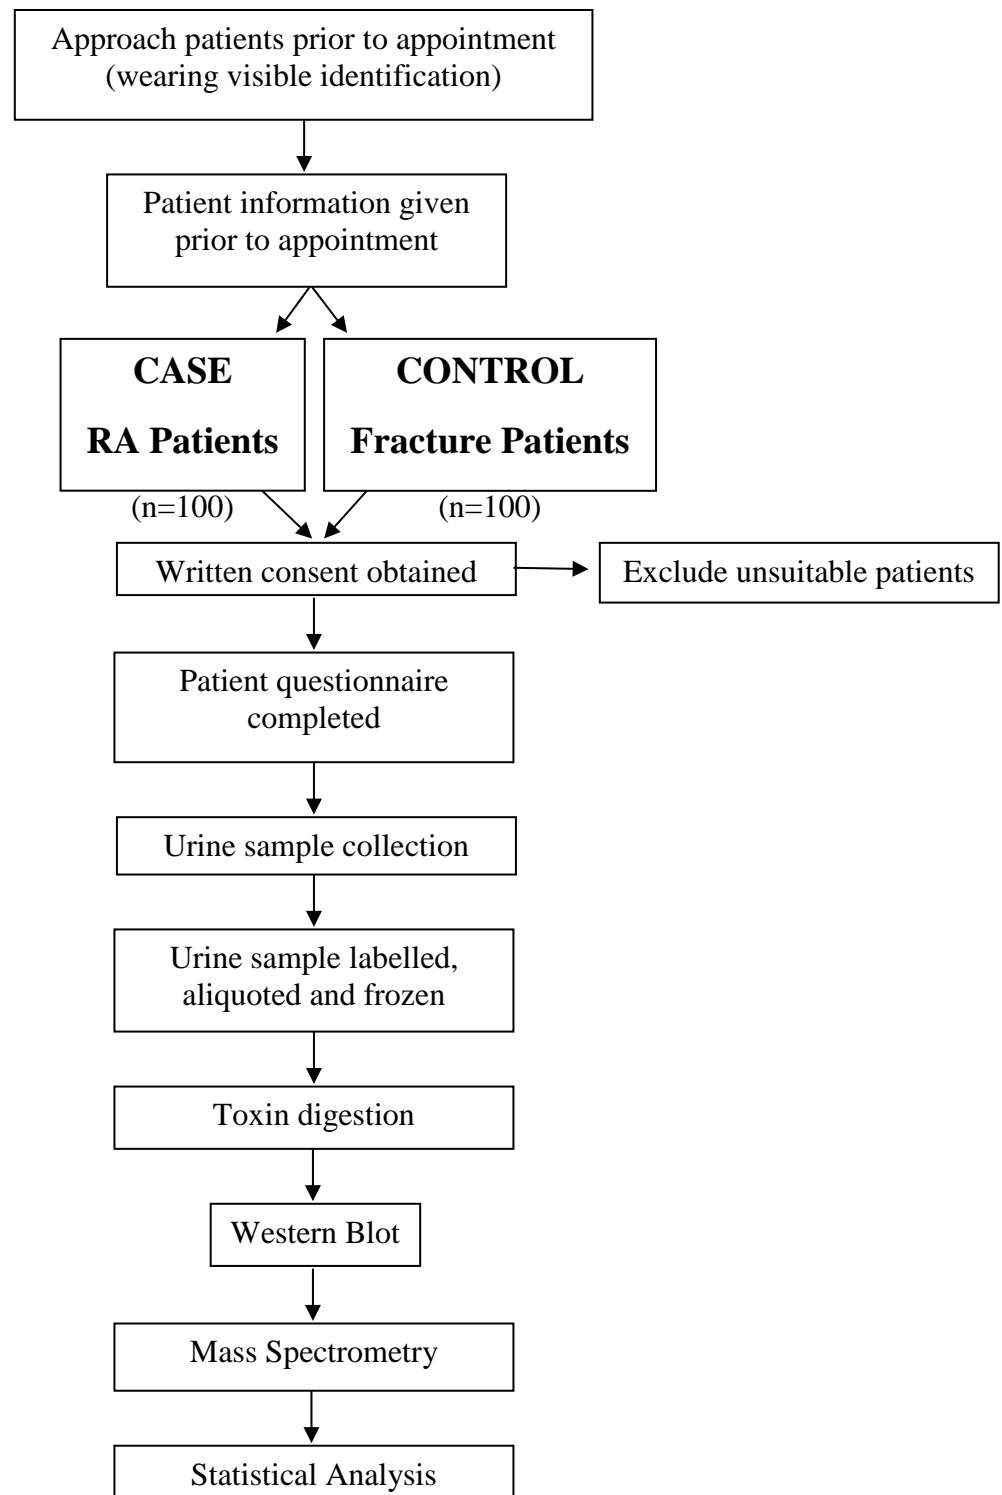 Approach patients prior to appointment
(wearing visible identification)
Patient information given
prior to appointment
CASE
RA Patients
(n=100)
CONTROL
Fracture Patients
(n=100)
Written consent obtained
Exclude unsuitable patients
Patient questionnaire
completed
Urine sample collection
Urine sample labelled,
aliquoted and frozen
Toxin digestion
Western Blot
Mass Spectrometry
Statistical Analysis